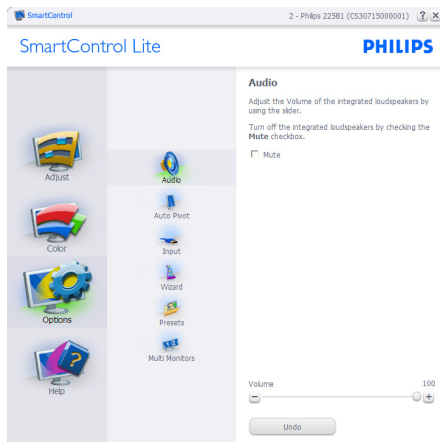 SmartControl
2 - Philips 225B1 (CS30715000001)
?
SmartControl Lite
PHILIPS
Adjust
Color
Options
Help
Audio
Auto Pivot
Input
Wizard
Presets
Multi Monitors
Audio
Adjust the Volume of the integrated loudspeakers by
using the slider.
Turn off the integrated loudspeakers by checking the
Mute checkbox.
Mute
Volume
100
Undo